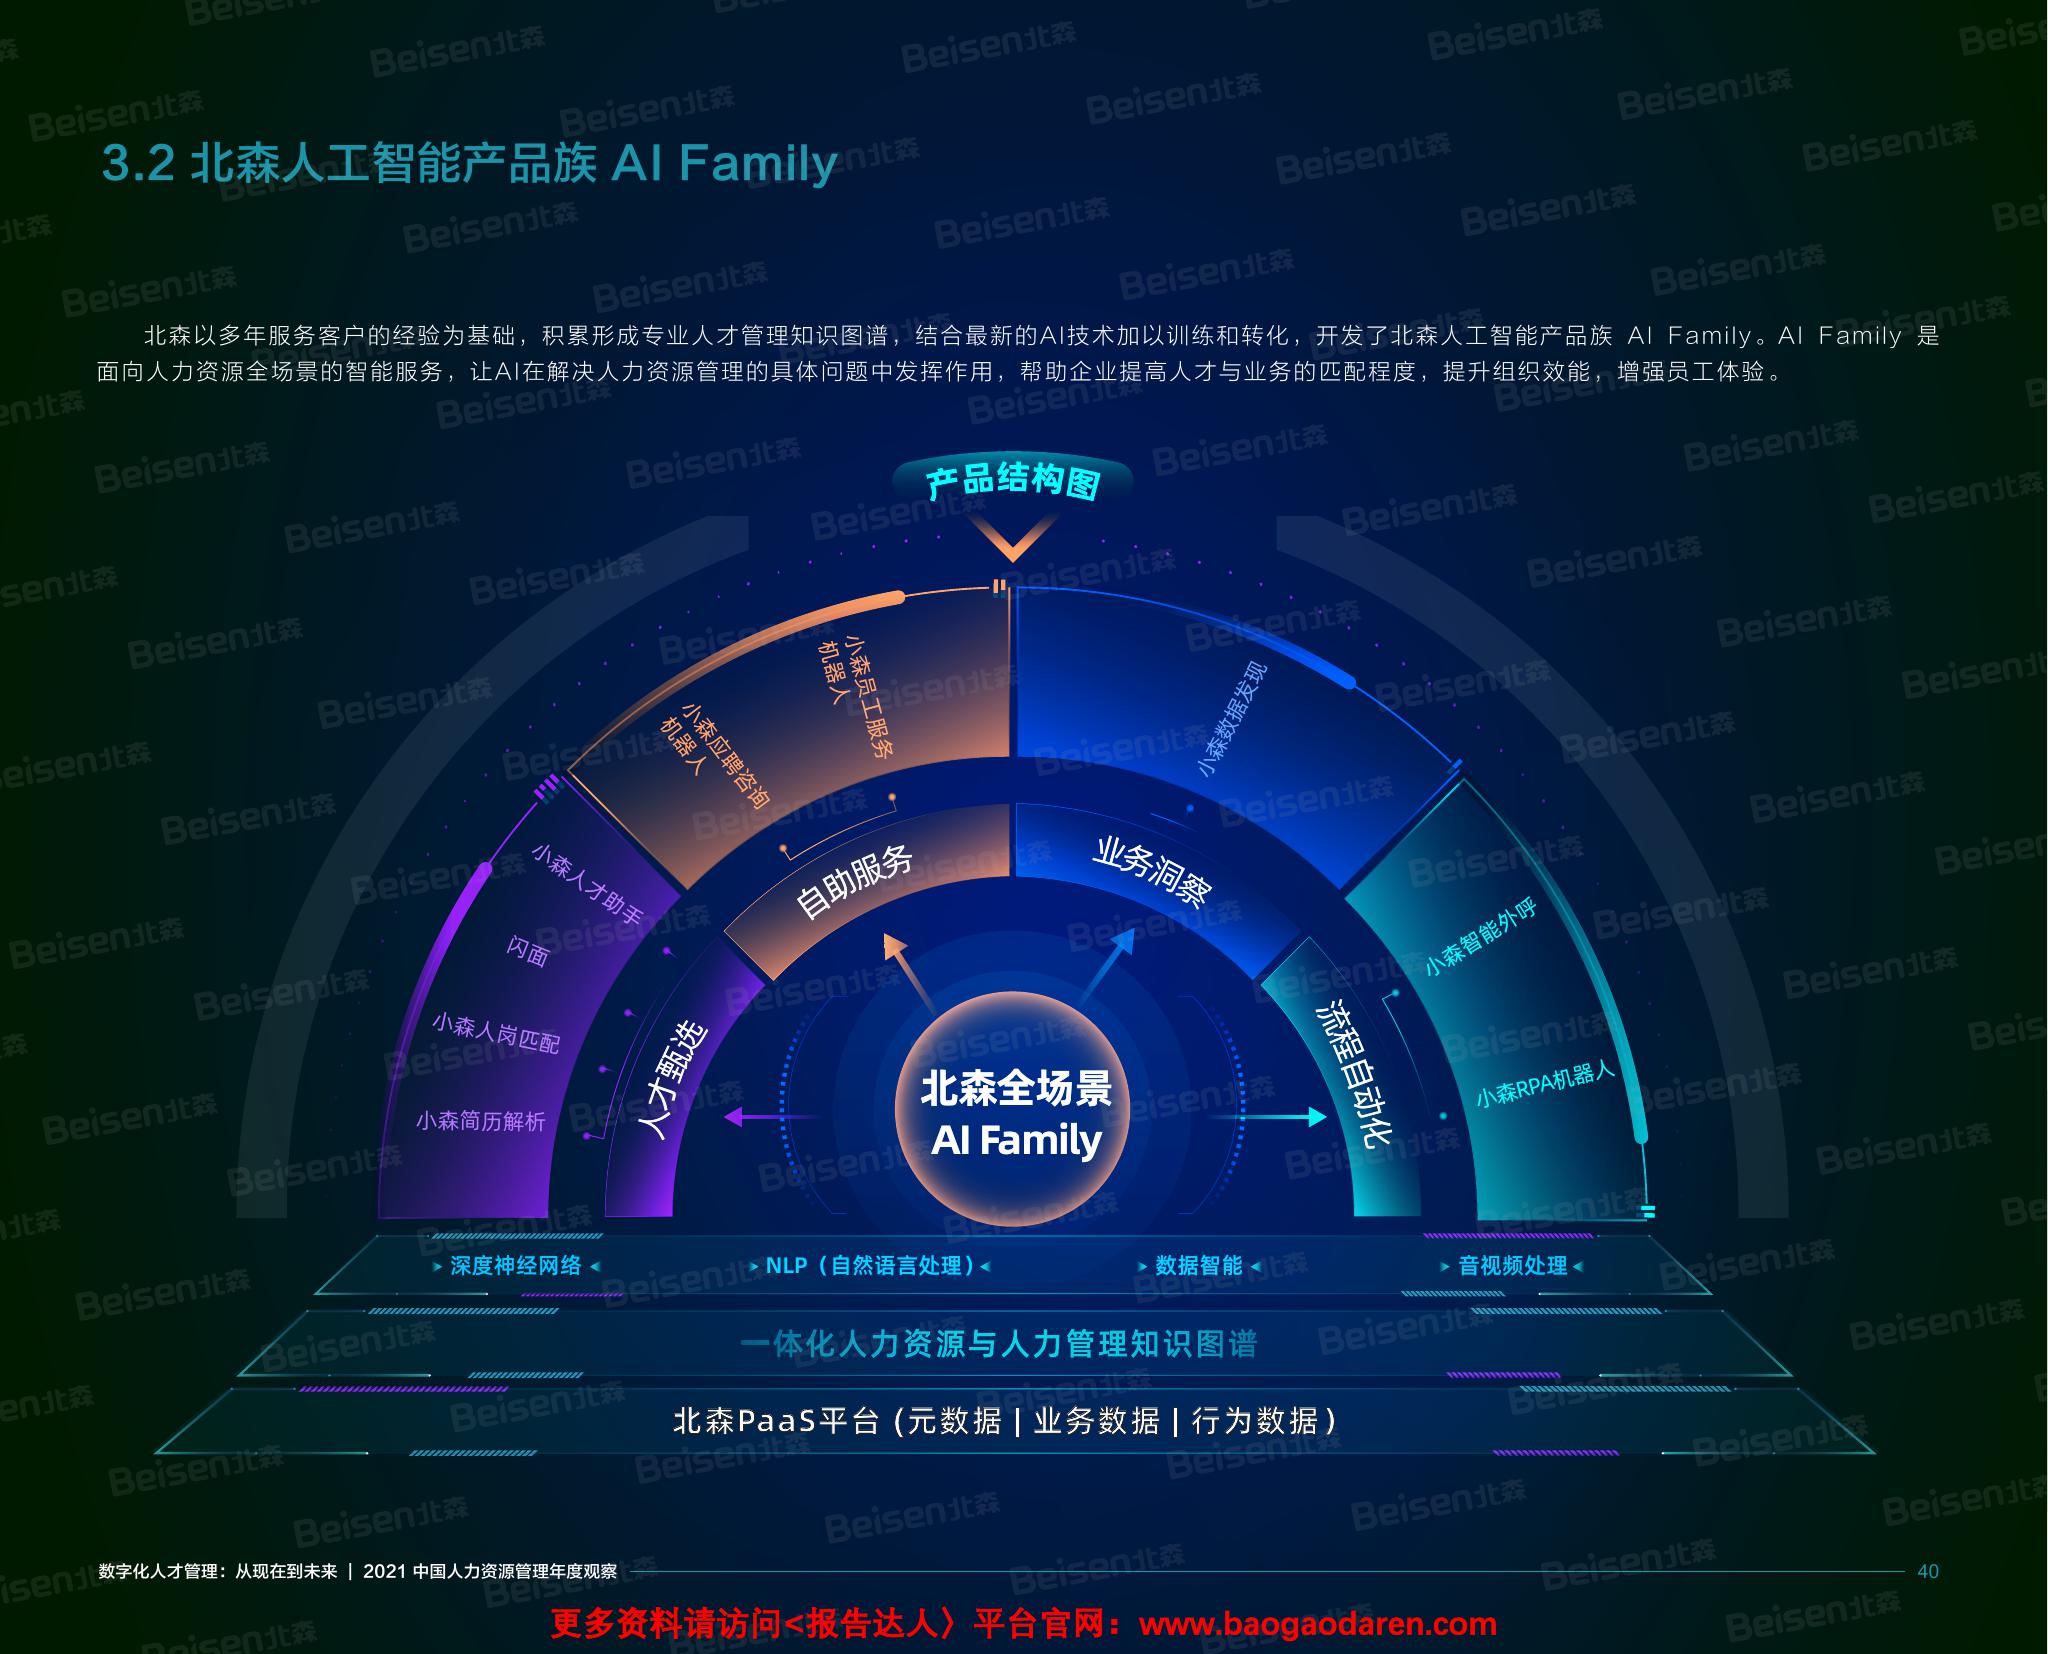 3.2 北森人工智能产品族 AI Family
北森以多年服务客户的经验为基础，积累形成专业人才管理知识图谱，结合最新的AI技术加以训练和转化，开发了北森人工智能产品族 AI Family。AI Family 是
面向人力资源全场景的智能服务，让AI在解决人力资源管理的具体问题中发挥作用，帮助企业提高人才与业务的匹配程度，提升组织效能，增强员工体验。
产品结构图
小森人才助手
闪面
小森人岗匹配
小森简历解析
人才甄选
小森应聘咨询
机器人
小森员工服务
机器人
自助服务
小森数据发现
业务洞察
小森智能外呼
小森RPA机器人
流程自动化
北森全场景
AI Family
深度神经网络
NLP（自然语言处理）
数据智能
音视频处理
一体化人力资源与人力管理知识图谱
北森PaaS平台 (元数据 | 业务数据 | 行为数据)
数字化人才管理：从现在到未来 | 2021 中国人力资源管理年度观察
40
更多资料请访问<报告达人〉平台官网：www.baogaodaren.com
Beisen北森